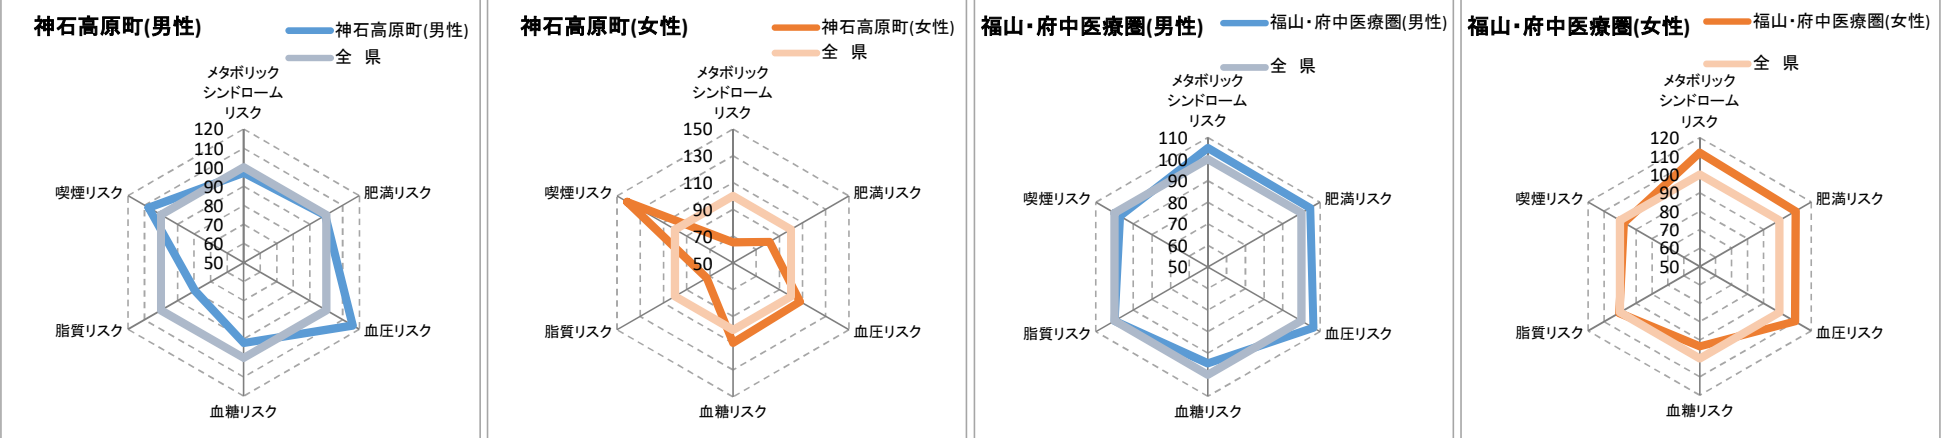 神石高原町(男性)
神石高原町(男性)
全　県
メタボリック
シンドローム
リスク
120
110
100
90
80
70
60
50
肥満リスク
血圧リスク
血糖リスク
脂質リスク
喫煙リスク
神石高原町(女性)
神石高原町(女性)
全　県
メタボリック
シンドローム
リスク
150
130
110
90
70
50
肥満リスク
血圧リスク
血糖リスク
脂質リスク
喫煙リスク
福山・府中医療圏(男性)
福山・府中医療圏(男性)
全　県
メタボリック
シンドローム
リスク
110
100
90
80
70
60
50
肥満リスク
血圧リスク
血糖リスク
脂質リスク
喫煙リスク
福山・府中医療圏(女性)
福山・府中医療圏(女性)
全　県
メタボリック
シンドローム
リスク
120
110
100
90
80
70
60
50
肥満リスク
血圧リスク
血糖リスク
脂質リスク
喫煙リスク